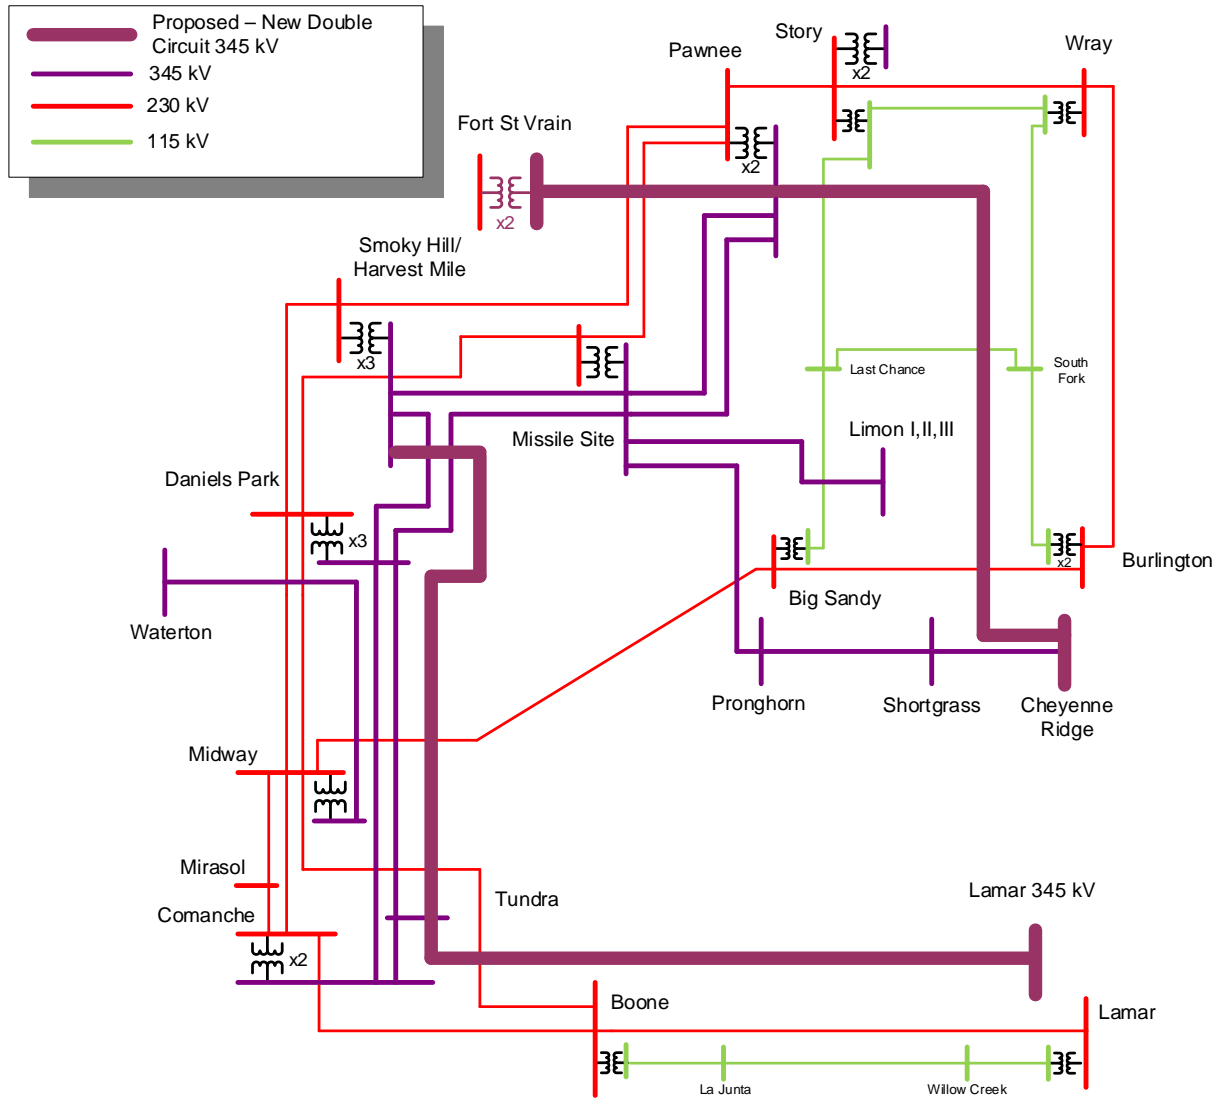 Proposed – New Double
Circuit 345 kV
345 kV
230 kV
115 kV
Story
x2
Wray
Pawnee
x2
Fort St Vrain
x2
Smoky Hill/
Harvest Mile
x3
Last Chance
South
Fork
Missile Site
Limon I,II,III
Daniels Park
x3
x2
Burlington
Big Sandy
Waterton
Pronghorn
Shortgrass
Cheyenne
Ridge
Midway
Mirasol
Comanche
x2
Tundra
Lamar 345 kV
Boone
Lamar
La Junta
Willow Creek